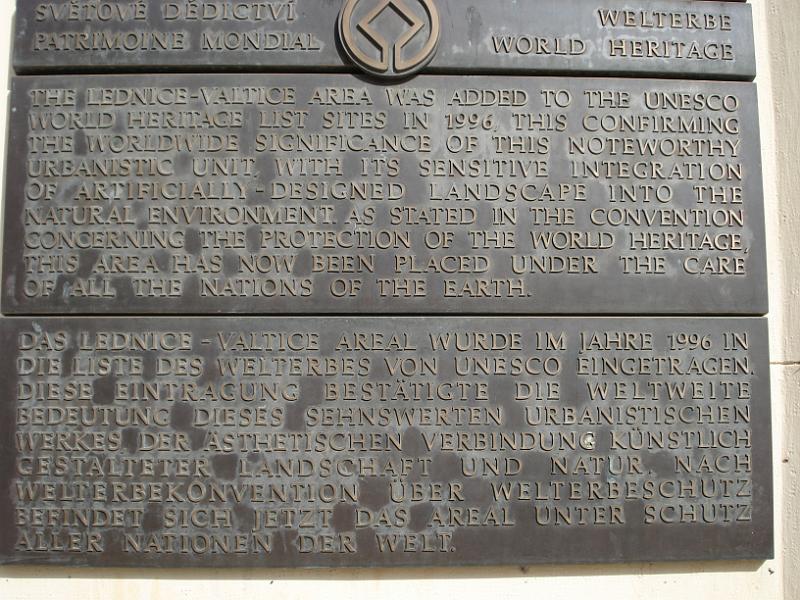 SVĚTOVÉ DĚDICTVÍ
PATRIMOINE MONDIAL
WELTERBE
WORLD HERITAGE
THE LEDNICE-VALTICE AREA WAS ADDED TO THE UNESCO
WORLD HERITAGE LIST SITES IN 1996, THIS CONFIRMING
THE WORLDWIDE SIGNIFICANCE OF THIS NOTEWORTHY
URBANISTIC UNIT WITH ITS SENSITIVE INTEGRATION
OF ARTIFICIALLY-DESIGNED LANDSCAPE INTO THE
NATURAL ENVIRONMENT. AS STATED IN THE CONVENTION
CONCERNING THE PROTECTION OF THE WORLD HERITAGE,
THIS AREA HAS NOW BEEN PLACED UNDER THE CARE
OF ALL THE NATIONS OF THE EARTH.
DAS LEDNICE-VALTICE AREAL WURDE IM JAHRE 1996 IN
DIE LISTE DES WELTERBES VON UNESCO EINGETRAGEN.
DIESE EINTRAGUNG BESTÄTIGTE DIE WELTWEITE
BEDEUTUNG DIESES SEHNSWERTEN URBANISTISCHEN
WERKES DER ÄSTHETISCHEN VERBINDUNG KÜNSTLICH
GESTALTETER LANDSCHAFT UND NATUR. NACH
WELTERBEKONVENTION ÜBER WELTERBESCHUTZ
BEFINDET SICH JETZT DAS AREAL UNTER SCHUTZ
ALLER NATIONEN DER WELT.